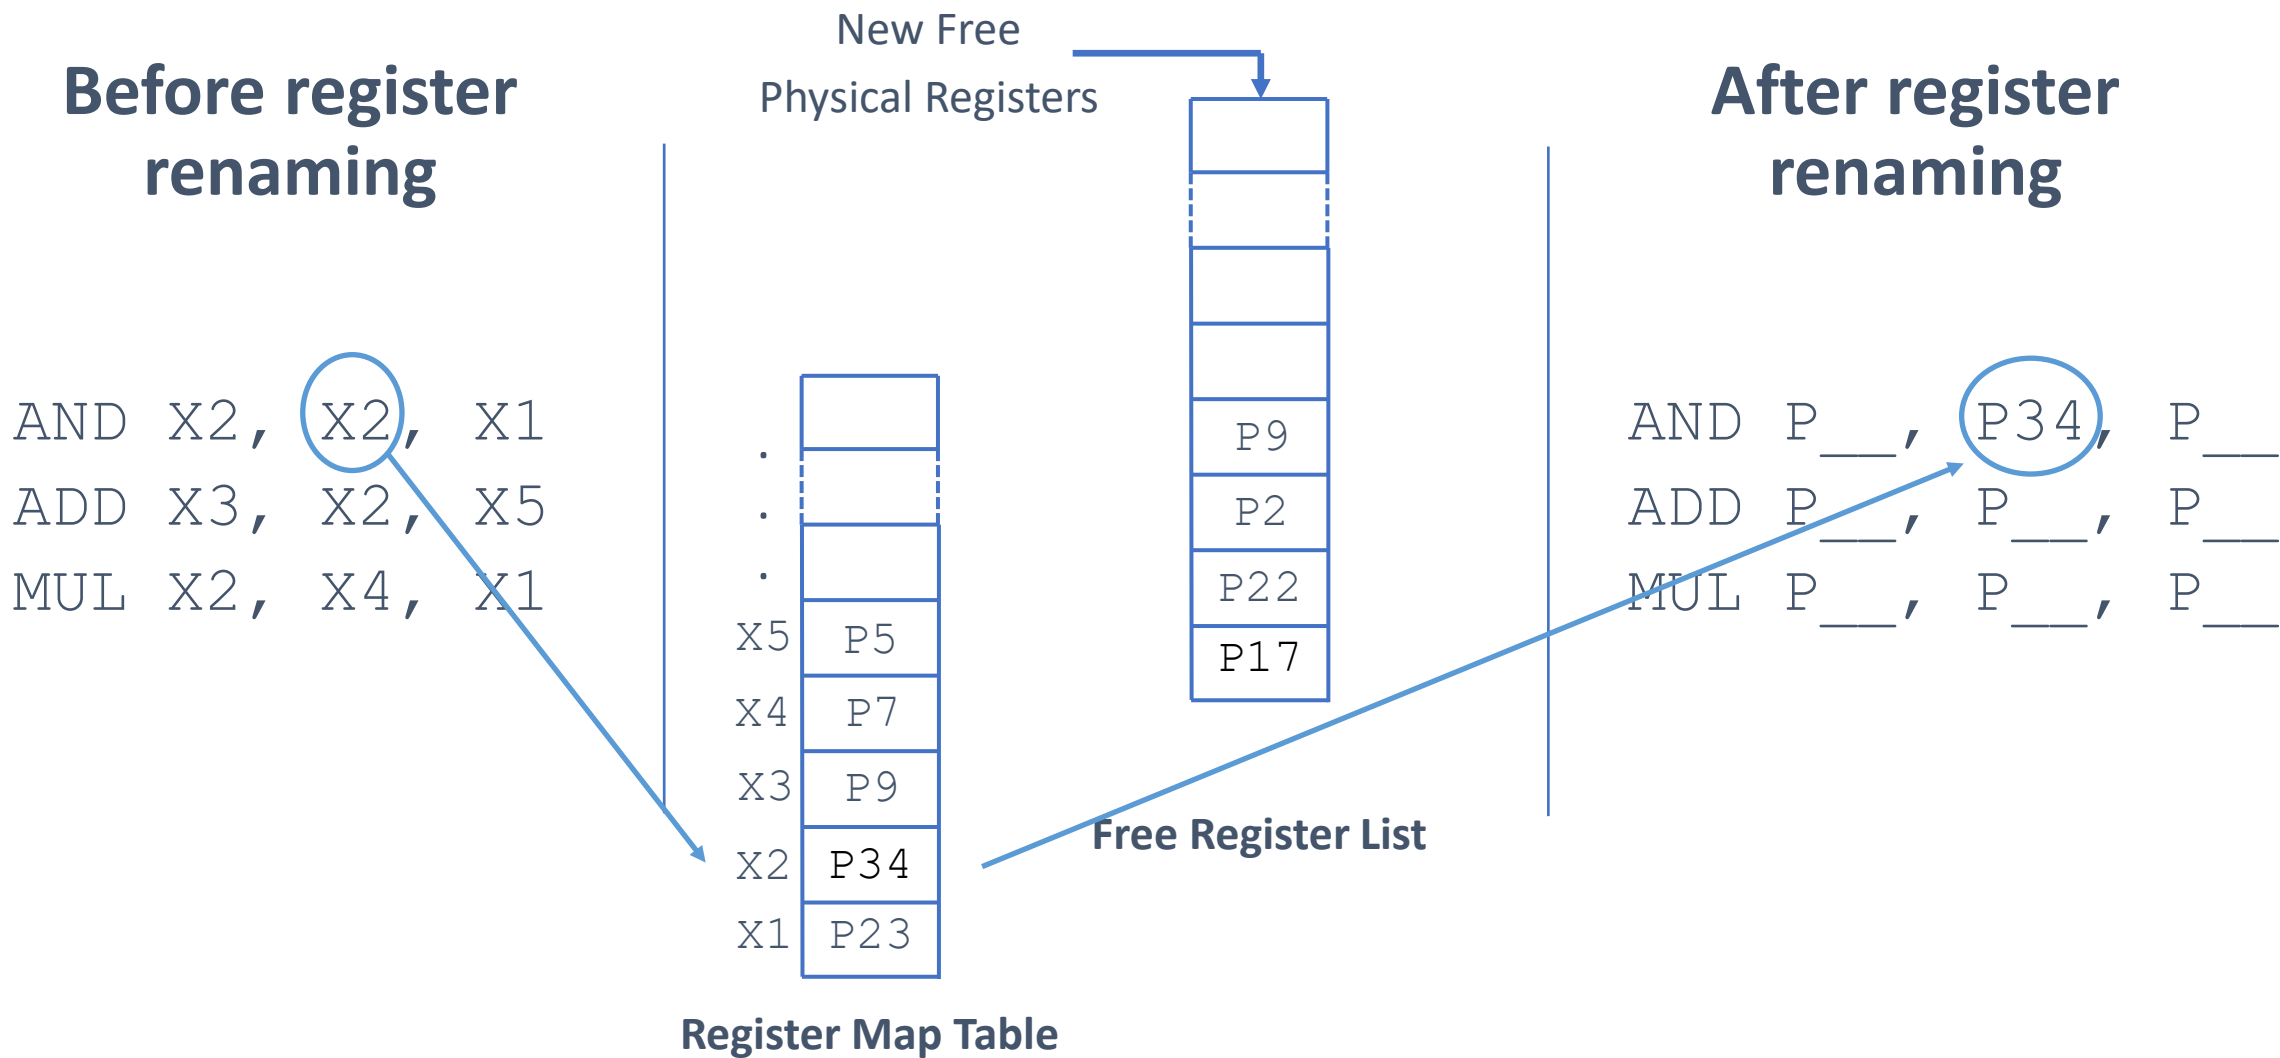 Before register
renaming
AND X2, X2, X1
ADD X3, X2, X5
MUL X2, X4, X1
New Free
Physical Registers
.
.
.
X5 P5
X4 P7
X3 P9
X2 P34
X1 P23
Register Map Table
P9
P2
P22
P17
Free Register List
After register
renaming
AND P__, P34, P__
ADD P__, P__, P__
MUL P__, P__, P__